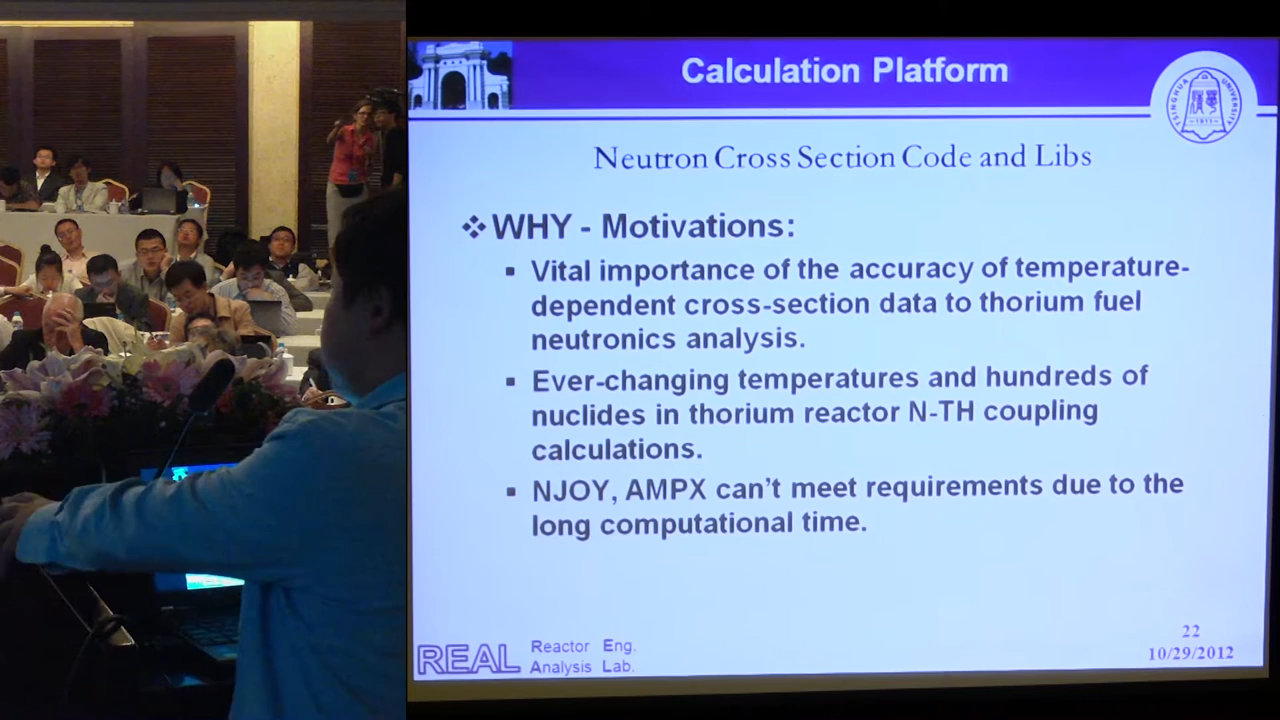 Calculation Platform
TSINGHUA UNIVERSITY
1911
Neutron Cross Section Code and Libs
❖WHY - Motivations:
▪ Vital importance of the accuracy of temperature-
dependent cross-section data to thorium fuel
neutronics analysis.
▪ Ever-changing temperatures and hundreds of
nuclides in thorium reactor N-TH coupling
calculations.
▪ NJOY, AMPX can't meet requirements due to the
long computational time.
REAL
Reactor Eng.
Analysis Lab.
22
10/29/2012